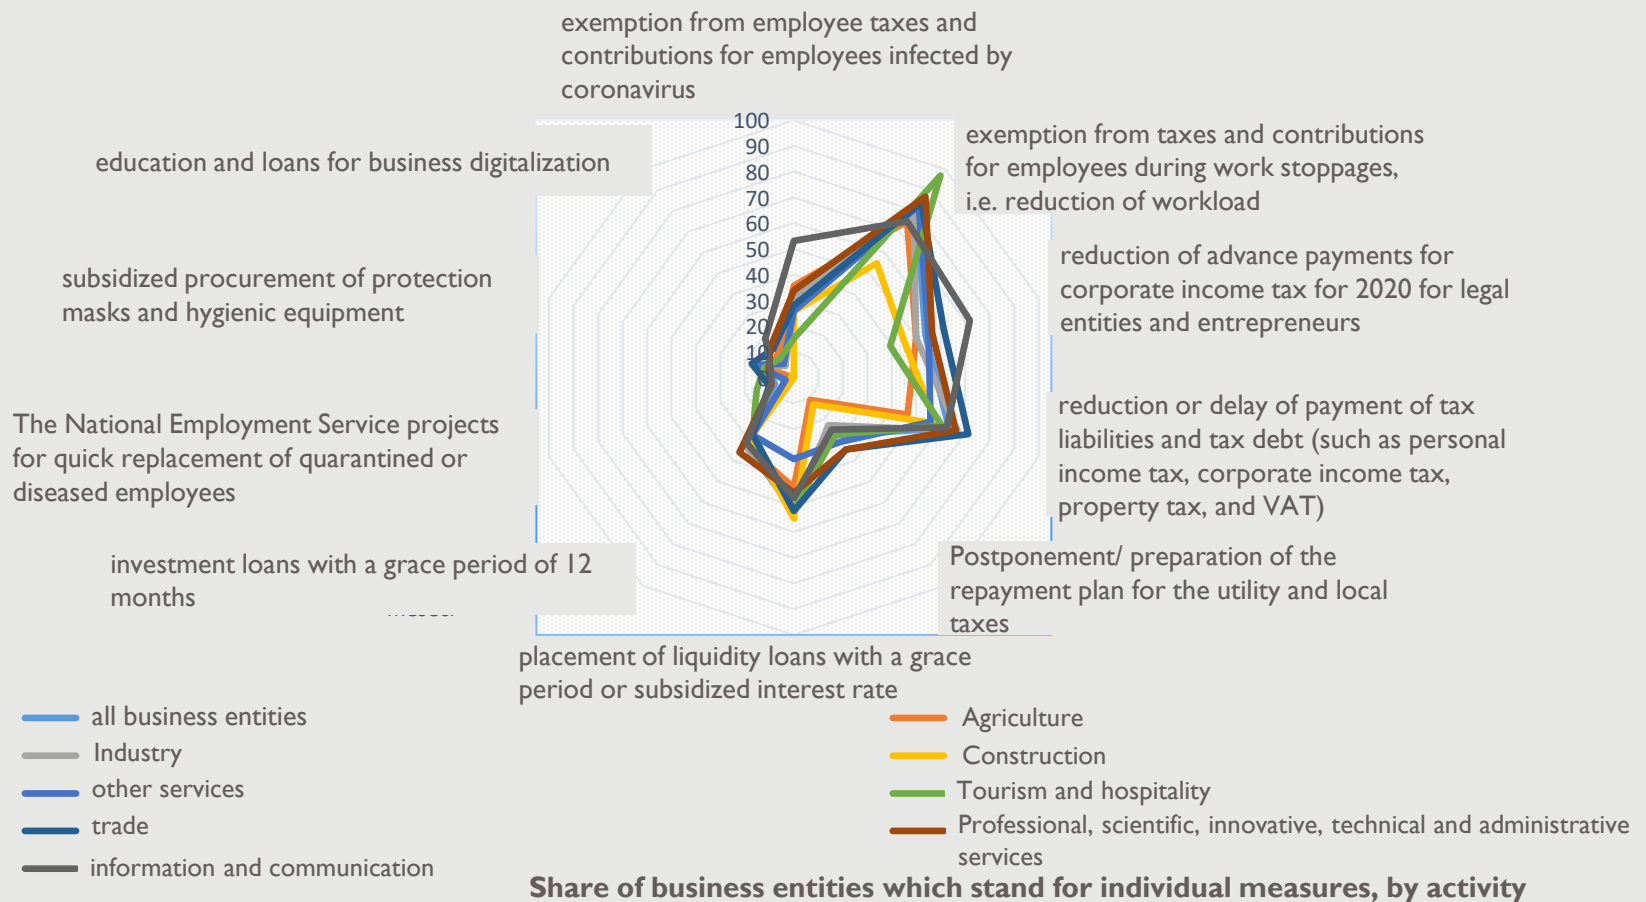 exemption from employee taxes and
contributions for employees infected by
coronavirus
exemption from taxes and contributions
for employees during work stoppages,
i.e. reduction of workload
reduction of advance payments for
corporate income tax for 2020 for legal
entities and entrepreneurs
reduction or delay of payment of tax
liabilities and tax debt (such as personal
income tax, corporate income tax,
property tax, and VAT)
Postponement/ preparation of the
repayment plan for the utility and local
taxes
placement of liquidity loans with a grace
period or subsidized interest rate
investment loans with a grace period of 12
months
The National Employment Service projects
for quick replacement of quarantined or
diseased employees
subsidized procurement of protection
masks and hygienic equipment
education and loans for business digitalization
100
90
80
70
60
50
40
30
20
10
0
all business entities
Industry
other services
trade
information and communication
Agriculture
Construction
Tourism and hospitality
Professional, scientific, innovative, technical and administrative
services
Share of business entities which stand for individual measures, by activity